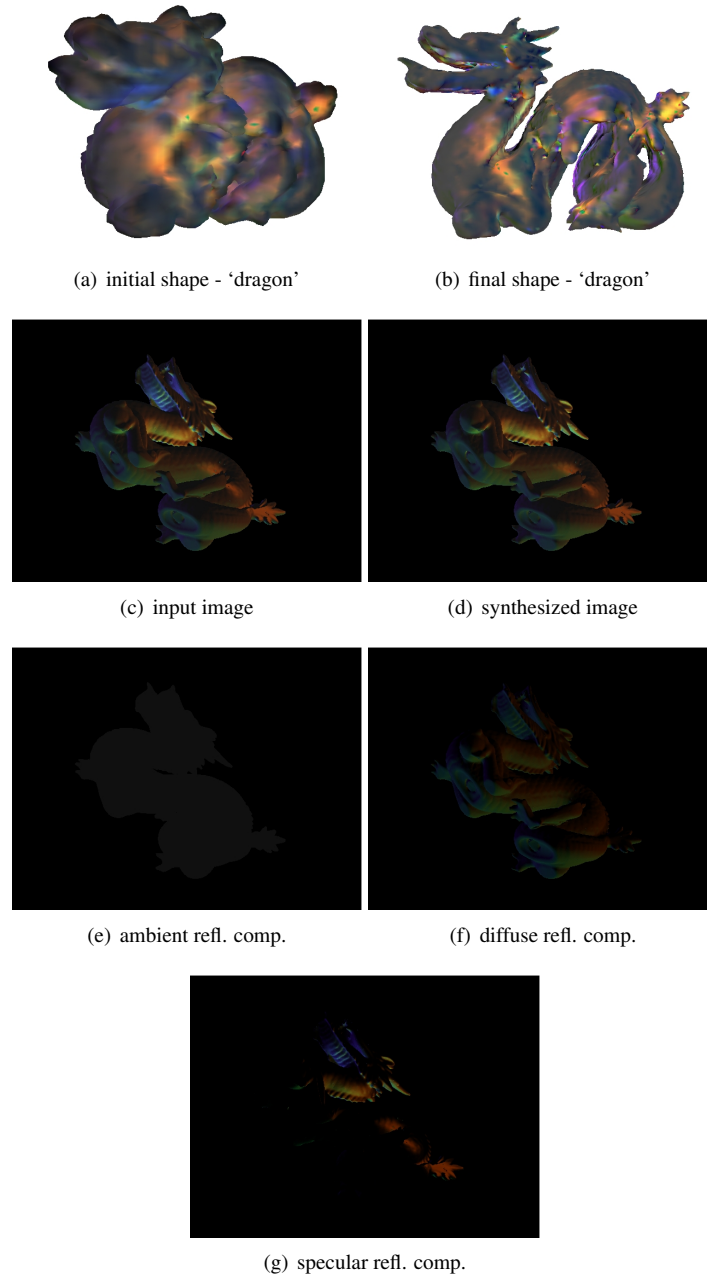 (a) initial shape - ‘dragon’
(b) final shape - ‘dragon’
(c) input image
(d) synthesized image
(e) ambient refl. comp.
(f) diffuse refl. comp.
(g) specular refl. comp.